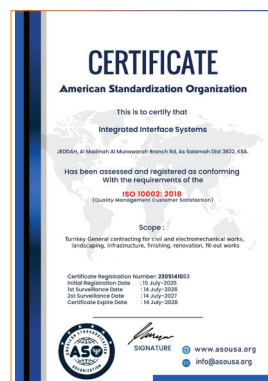 CERTIFICATE
American Standardization Organization
This is to certify that
Integrated Interface Systems
JEDDAH, Al Madinah Al Munawarah Branch Rd, As Salamah Dist 3802, KSA.
Has been assessed and registered as conforming
With the requirements of the
ISO 10002: 2018
(Quality Management Customer Satisfaction)
Scope :
Turnkey General contracting for civil and electromechanical works,
landscaping, infrastructure, finishing, renovation, fit-out works
Certificate Registration Number: 2305141053
Initial Registration Date : 15 July-2025
1st Surveillance Date : 14 July-2026
2st Surveillance Date : 14 July-2027
Certificate Expire Date : 14 July-2028
AMERICAN STANDARDIZATION
ASO
ORGANIZATION
SIGNATURE
www.asousa.org
info@asousa.org